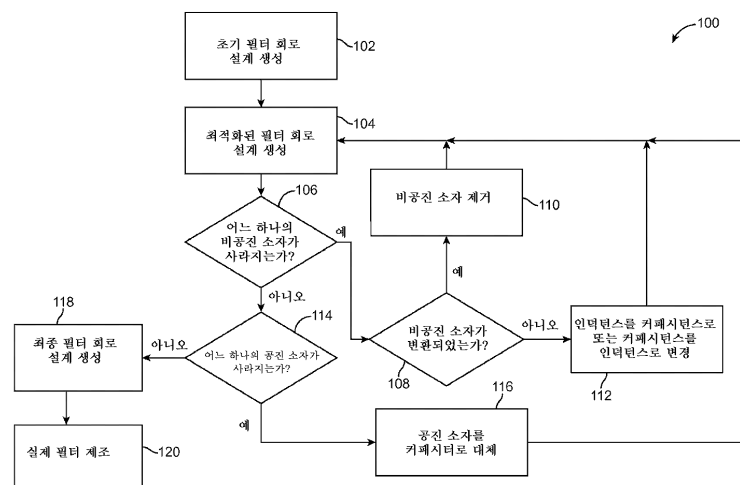 100
초기 필터 회로
설계 생성
102
최적화된 필터 회로
설계 생성
104
106
어느 하나의
비공진 소자가
사라지는가?
예
아니오
비공진 소자 제거
110
예
비공진 소자가
변환되었는가?
108
아니오
인덕턴스를 커패시턴스로
또는 커패시턴스를
인덕턴스로 변경
112
114
어느 하나의 공진 소자가
사라지는가?
아니오
예
118
최종 필터 회로
설계 생성
116
공진 소자를
커패시터로 대체
실제 필터 제조
120